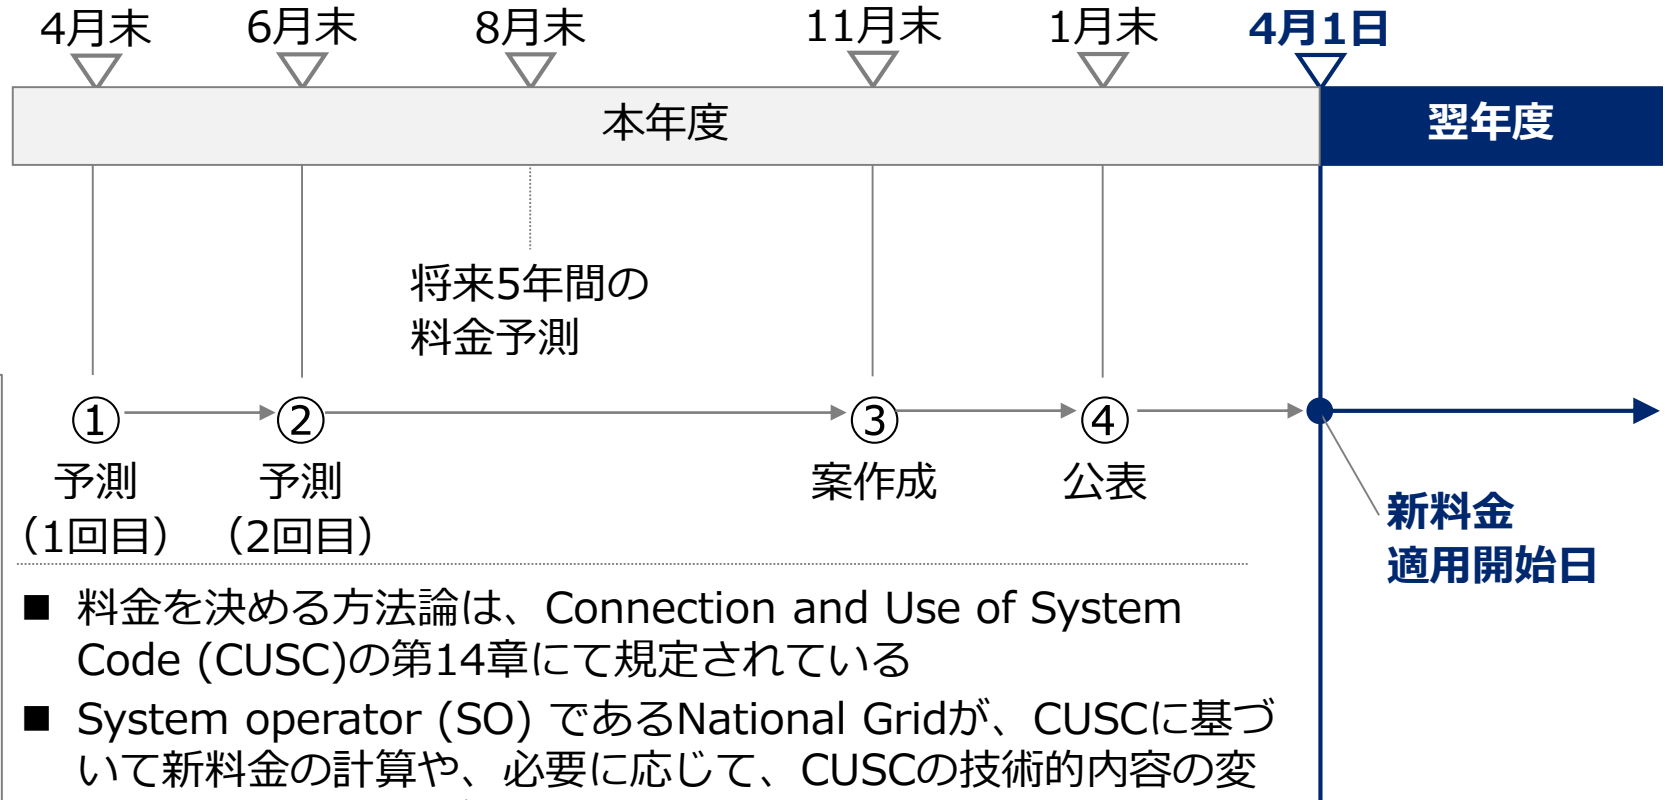 4月末 6月末 8月末 11月末 1月末 4月1日
本年度 翌年度
将来5年間の
料金予測
① ② ③ ④
予測 予測 案作成 公表
（1回目） （2回目）
新料金
適用開始日
■ 料金を決める方法論は、Connection and Use of System
Code (CUSC)の第14章にて規定されている
■ System operator (SO) であるNational Gridが、CUSCに基づ
いて新料金の計算や、必要に応じて、CUSCの技術的内容の変